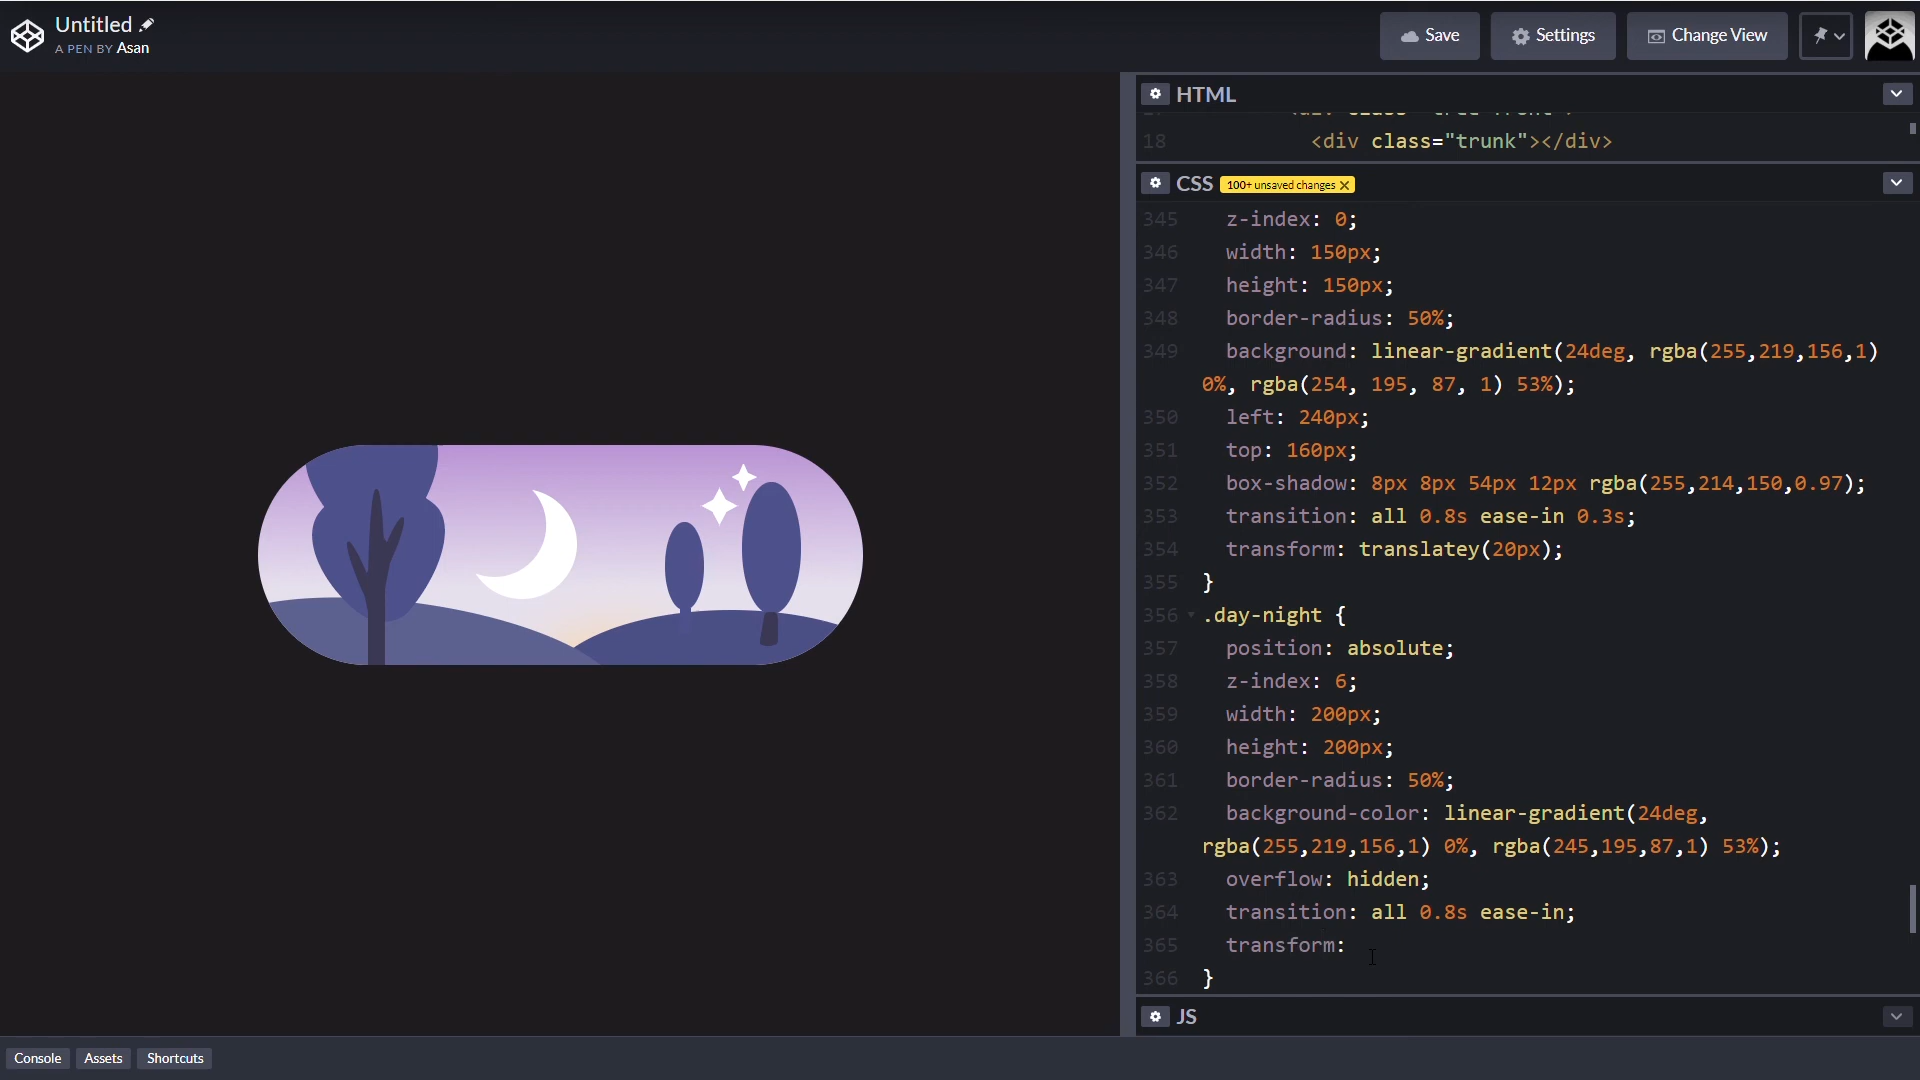 Untitled
A PEN BY Asan
Save
Settings
Change View
HTML
18 <div class="trunk"></div>
CSS 100+ unsaved changes ×
345 z-index: 0;
346 width: 150px;
347 height: 150px;
348 border-radius: 50%;
349 background: linear-gradient(24deg, rgba(255,219,156,1)
0%, rgba(254, 195, 87, 1) 53%);
350 left: 240px;
351 top: 160px;
352 box-shadow: 8px 8px 54px 12px rgba(255,214,150,0.97);
353 transition: all 0.8s ease-in 0.3s;
354 transform: translatey(20px);
355 }
356 .day-night {
357 position: absolute;
358 z-index: 6;
359 width: 200px;
360 height: 200px;
361 border-radius: 50%;
362 background-color: linear-gradient(24deg,
rgba(255,219,156,1) 0%, rgba(245,195,87,1) 53%);
363 overflow: hidden;
364 transition: all 0.8s ease-in;
365 transform:
366 }
JS
Console
Assets
Shortcuts